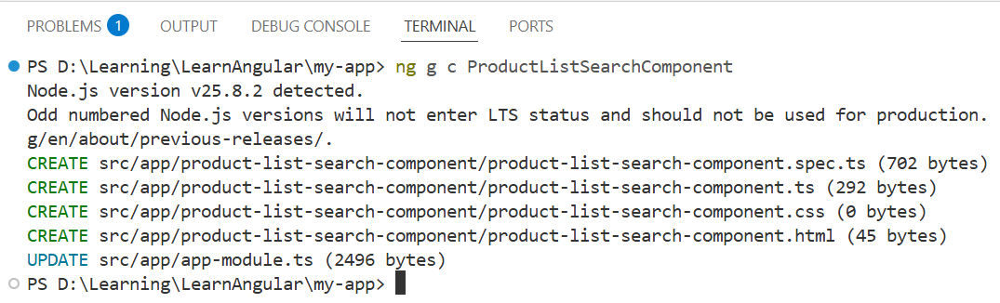 PROBLEMS 1 OUTPUT DEBUG CONSOLE TERMINAL PORTS
PS D:\Learning\LearnAngular\my-app> ng g c ProductListSearchComponent
Node.js version v25.8.2 detected.
Odd numbered Node.js versions will not enter LTS status and should not be used for production.
g/en/about/previous-releases/.
CREATE src/app/product-list-search-component/product-list-search-component.spec.ts (702 bytes)
CREATE src/app/product-list-search-component/product-list-search-component.ts (292 bytes)
CREATE src/app/product-list-search-component/product-list-search-component.css (0 bytes)
CREATE src/app/product-list-search-component/product-list-search-component.html (45 bytes)
UPDATE src/app/app-module.ts (2496 bytes)
PS D:\Learning\LearnAngular\my-app>